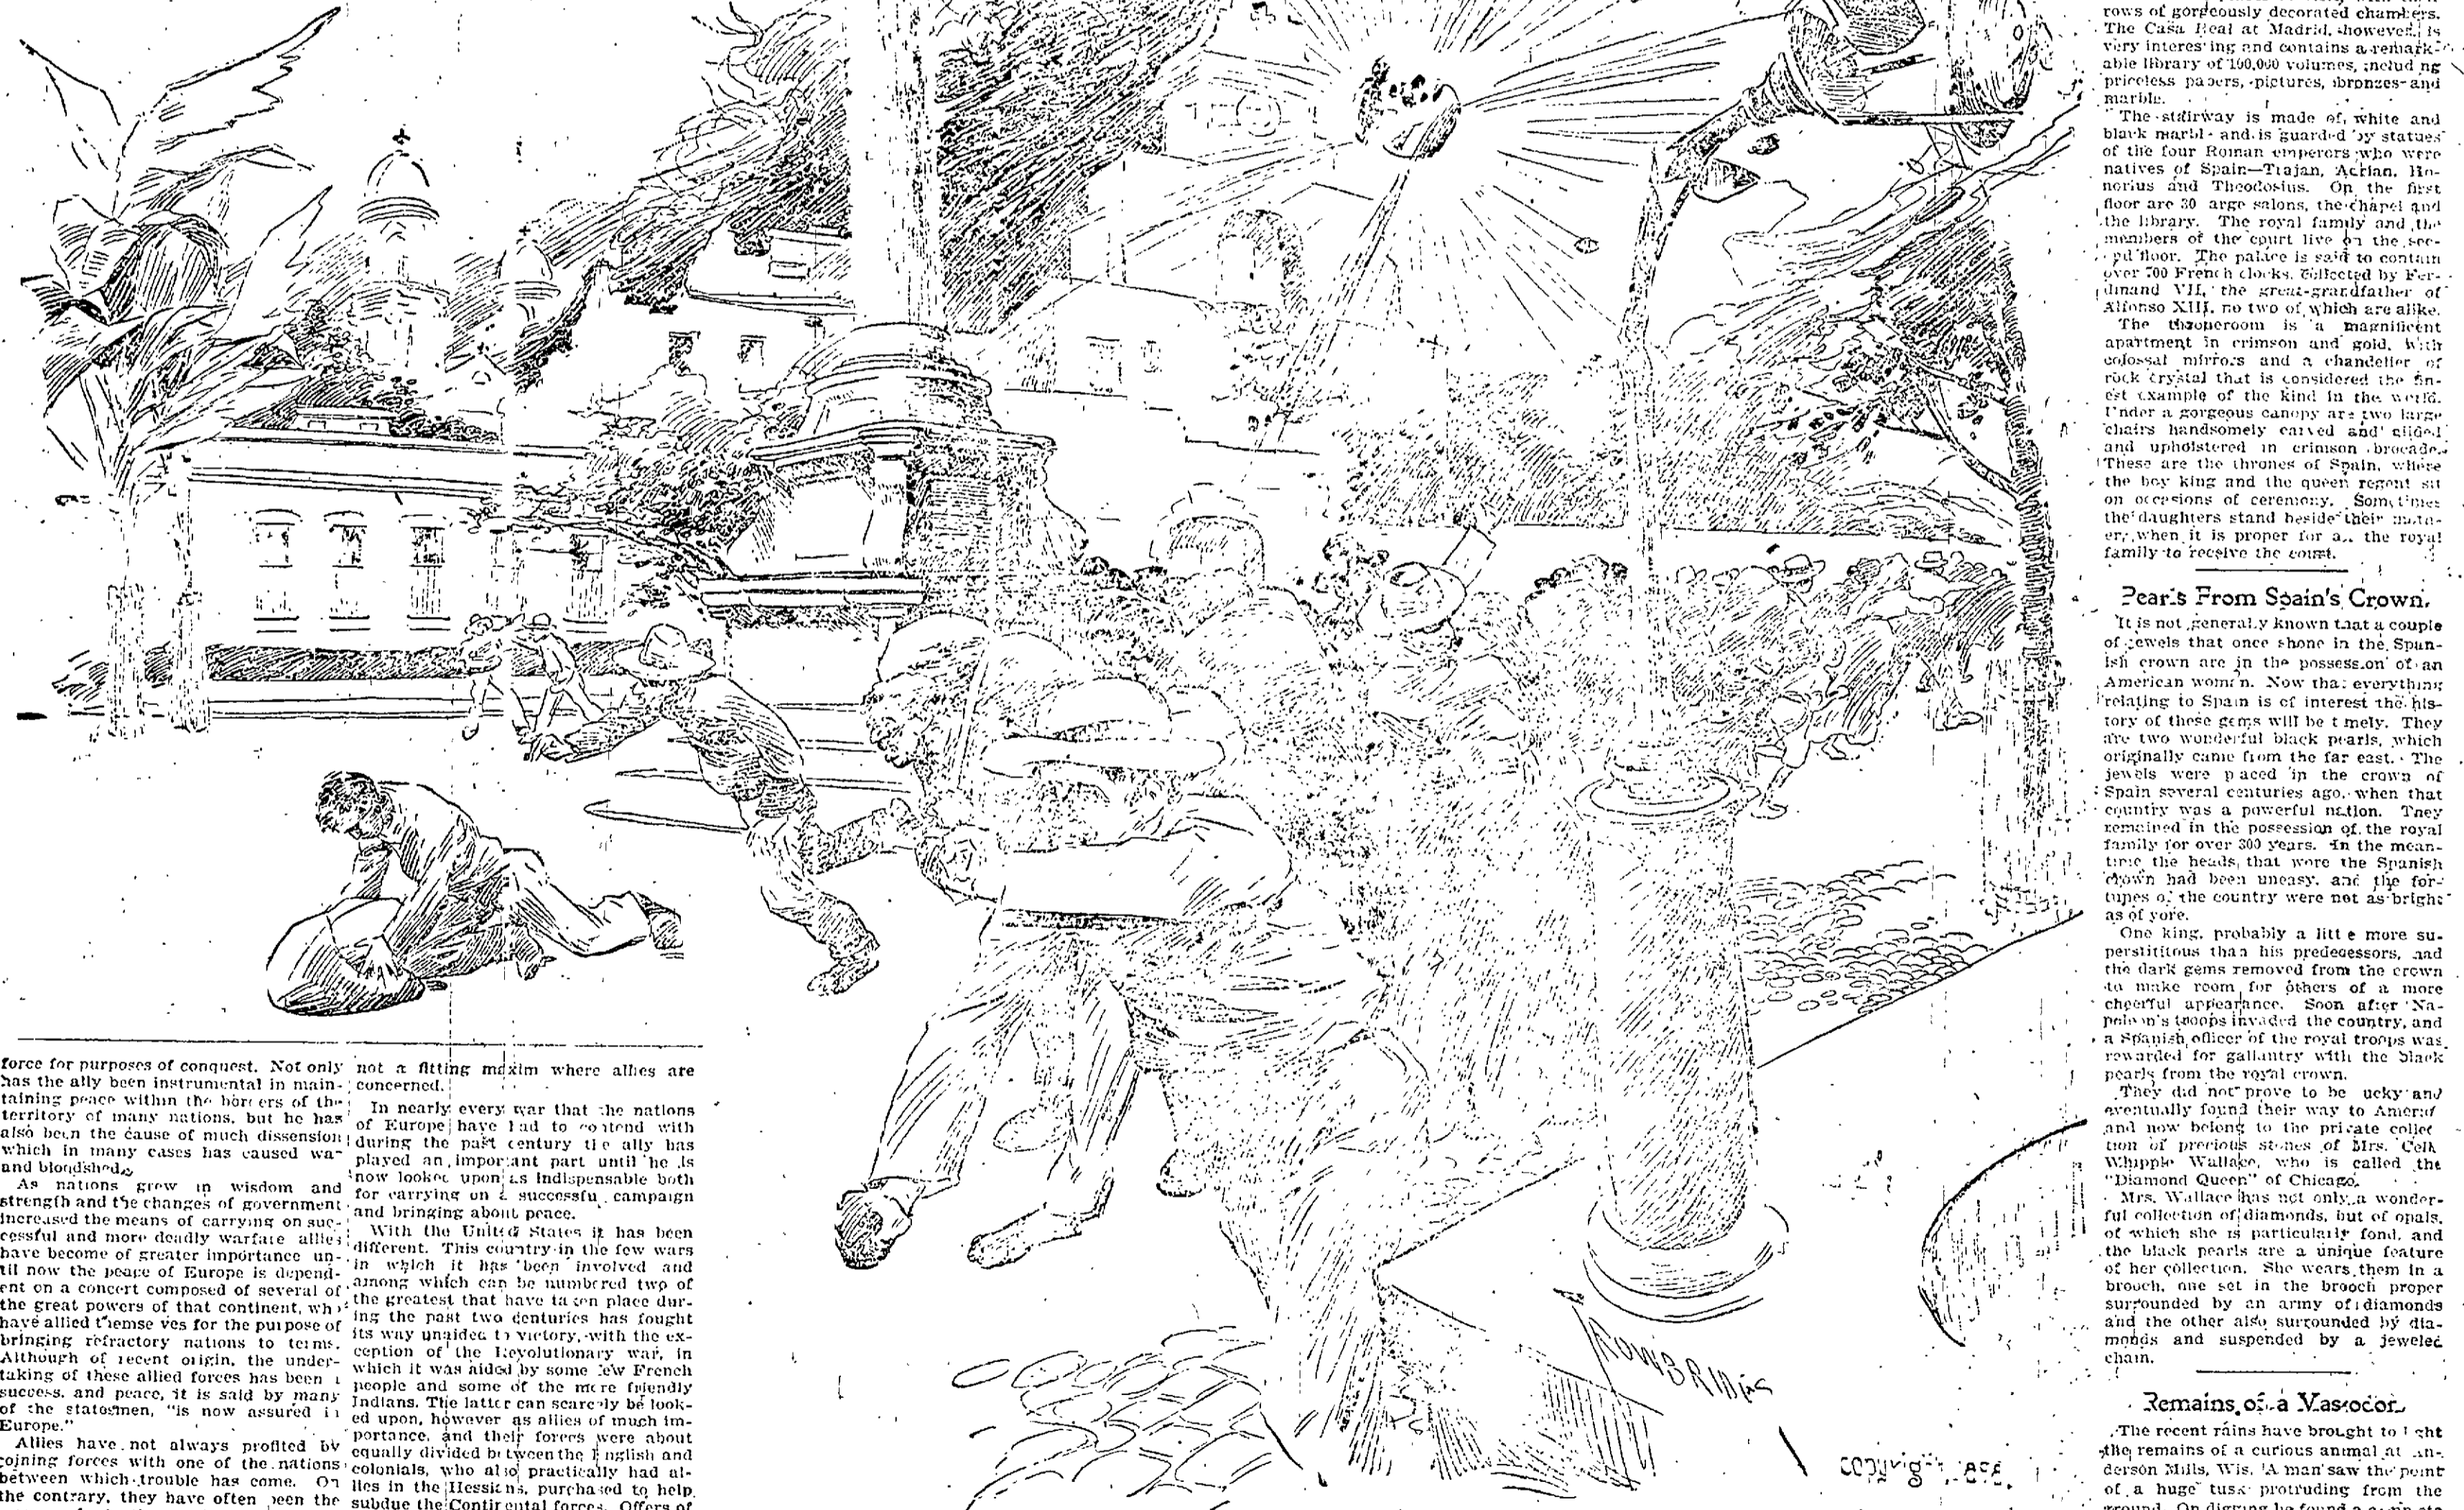 force for purposes of conquest. Not only
has the ally been instrumental in main-
taining peace within the borders of the
territory of many nations, but he has
also been the cause of much dissension
which in many cases has caused wa-
and bloodshed.
As nations grew in wisdom and
strength and the changes of government
increased the means of carrying on suc-
cessful and more deadly warfare allies
have become of greater importance un-
til now the peace of Europe is depend-
ent on a concert composed of several of
the great powers of that continent, who
have allied themselves for the purpose of
bringing refractory nations to terms.
Although of recent origin, the under-
taking of these allied forces has been a
success, and peace, it is said by many
of the statesmen, "is now assured in
Europe."
Allies have not always profited by
joining forces with one of the nations
between which trouble has come. On
the contrary, they have often been the
not a fitting maxim where allies are
concerned.
In nearly every war that the nations
of Europe have had to contend with
during the past century the ally has
played an important part until he is
now looked upon as indispensable both
for carrying on a successful campaign
and bringing about peace.
With the United States it has been
different. This country in the few wars
in which it has been involved and
among which can be numbered two of
the greatest that have taken place dur-
ing the past two centuries has fought
its way unaided to victory, with the ex-
ception of the Revolutionary war, in
which it was aided by some few French
people and some of the more friendly
Indians. The latter can scarcely be look-
ed upon, however as allies of much im-
portance, and their forces were about
equally divided between the English and
colonials, who also practically had al-
lies in the Hessians, purchased to help
subdue the Continental forces. Offers of
ROWBRIDGE
copyright
rows of gorgeously decorated chambers.
The Casa Real at Madrid, however, is
very interesting and contains a remark-
able library of 100,000 volumes, including
priceless papers, pictures, bronzes and
marble.
The stairway is made of white and
black marble and is guarded by statues
of the four Roman emperors who were
natives of Spain—Trajan, Adrian, Ho-
norius and Theodosius. On the first
floor are 30 large salons, the chapel and
the library. The royal family and the
members of the court live on the sec-
ond floor. The palace is said to contain
over 700 French clocks, collected by Fer-
dinand VII, the great-grandfather of
Alfonso XIII, no two of which are alike.
The throneroom is a magnificent
apartment in crimson and gold, with
colossal mirrors and a chandelier of
rock crystal that is considered the fin-
est example of the kind in the world.
Under a gorgeous canopy are two large
chairs handsomely carved and gilded
and upholstered in crimson brocade.
These are the thrones of Spain, where
the boy king and the queen regent sit
on occasions of ceremony. Sometimes
the daughters stand beside their moth-
er, when it is proper for all the royal
family to receive the court.
Pearls From Spain's Crown.
It is not generally known that a couple
of jewels that once shone in the Span-
ish crown are in the possession of an
American woman. Now that everything
relating to Spain is of interest the his-
tory of these gems will be timely. They
are two wonderful black pearls, which
originally came from the far east. The
jewels were placed in the crown of
Spain several centuries ago, when that
country was a powerful nation. They
remained in the possession of the royal
family for over 300 years. In the mean-
time the heads that wore the Spanish
crown had been uneasy, and the for-
tunes of the country were not as bright
as of yore.
One king, probably a little more su-
perstititous than his predecessors, had
the dark gems removed from the crown
to make room for others of a more
cheerful appearance. Soon after Na-
poleon's troops invaded the country, and
a Spanish officer of the royal troops was
rewarded for gallantry with the black
pearls from the royal crown.
They did not prove to be lucky and
eventually found their way to America
and now belong to the private collec
tion of precious stones of Mrs.
Whipple Wallace, who is called the
"Diamond Queen" of Chicago.
Mrs. Wallace has not only a wonder-
ful collection of diamonds, but of opals,
of which she is particularly fond, and
the black pearls are a unique feature
of her collection. She wears them in a
brooch, one set in the brooch proper
surrounded by an army of diamonds
and the other also surrounded by dia-
monds and suspended by a jeweled
chain.
Remains of a Mastodon.
The recent rains have brought to light
the remains of a curious animal at An-
derson Mills, Wis. A man saw the point
of a huge tusk protruding from the
ground. On digging he found a